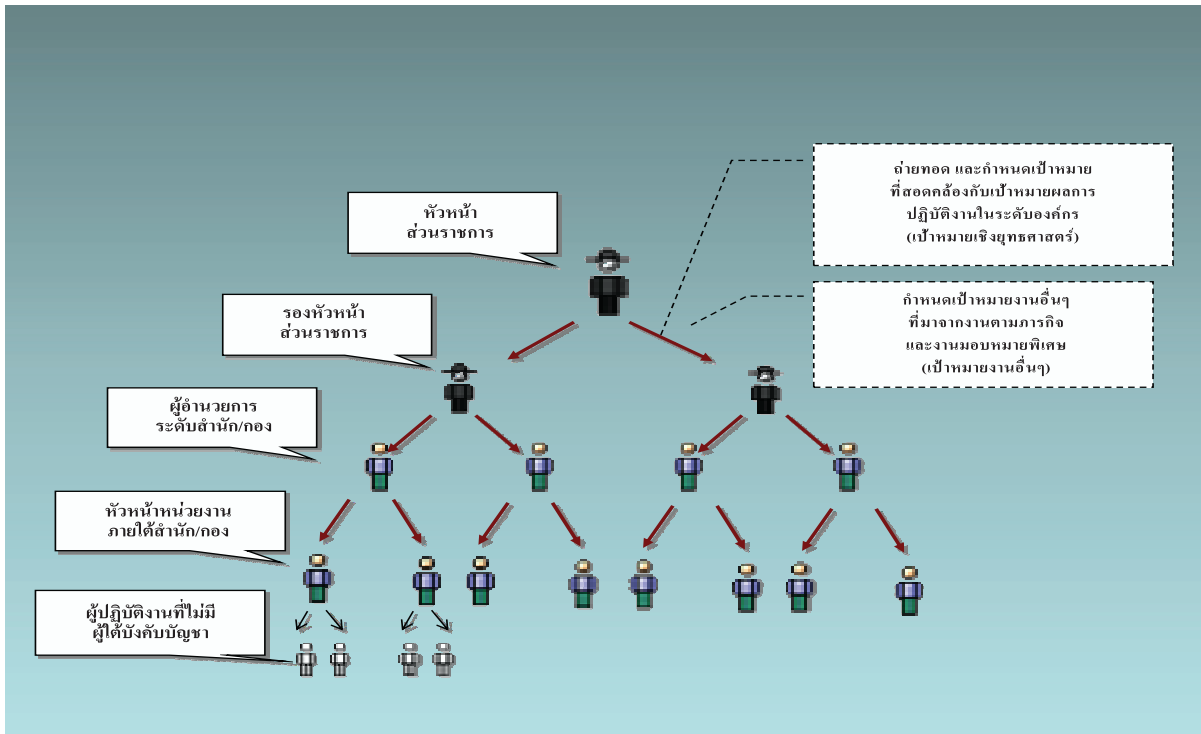 ถ่ายทอด และกำหนดเป้าหมาย
ที่สอดคล้องกับเป้าหมายผลการ
ปฏิบัติงานในระดับองค์กร
(เป้าหมายเชิงยุทธศาสตร์)
หัวหน้า
ส่วนราชการ
กำหนดเป้าหมายงานอื่นๆ
ที่มาจากงานตามภารกิจ
และงานมอบหมายพิเศษ
(เป้าหมายงานอื่นๆ)
รองหัวหน้า
ส่วนราชการ
ผู้อำนวยการ
ระดับสำนัก/กอง
หัวหน้าหน่วยงาน
ภายใต้สำนัก/กอง
ผู้ปฏิบัติงานที่ไม่มี
ผู้ใต้บังคับบัญชา